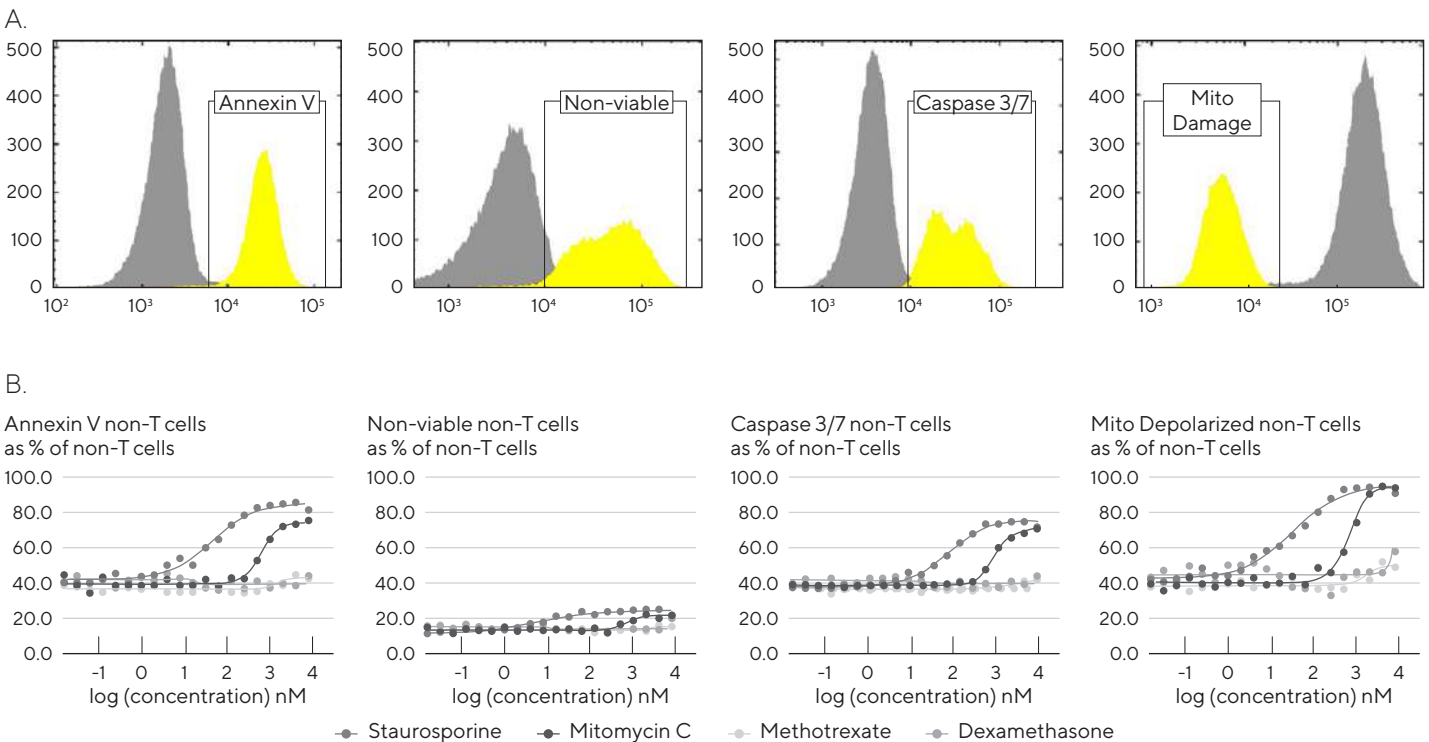 A.
500
400
300
200
100
0
Annexin V
10² 10³ 10⁴ 10⁵
500
400
300
200
100
0
Non-viable
10³ 10⁴ 10⁵
500
400
300
200
100
0
Caspase 3/7
10³ 10⁴ 10⁵
500
400
300
200
100
0
Mito
Damage
10³ 10⁴ 10⁵
B.
Annexin V non-T cells
as % of non-T cells
100.0
80.0
60.0
40.0
20.0
0.0
-1 0 1 2 3 4
log (concentration) nM
Non-viable non-T cells
as % of non-T cells
100.0
80.0
60.0
40.0
20.0
0.0
-1 0 1 2 3 4
log (concentration) nM
Caspase 3/7 non-T cells
as % of non-T cells
100.0
80.0
60.0
40.0
20.0
0.0
-1 0 1 2 3 4
log (concentration) nM
Mito Depolarized non-T cells
as % of non-T cells
100.0
80.0
60.0
40.0
20.0
0.0
-1 0 1 2 3 4
log (concentration) nM
Staurosporine Mitomycin C Methotrexate Dexamethasone